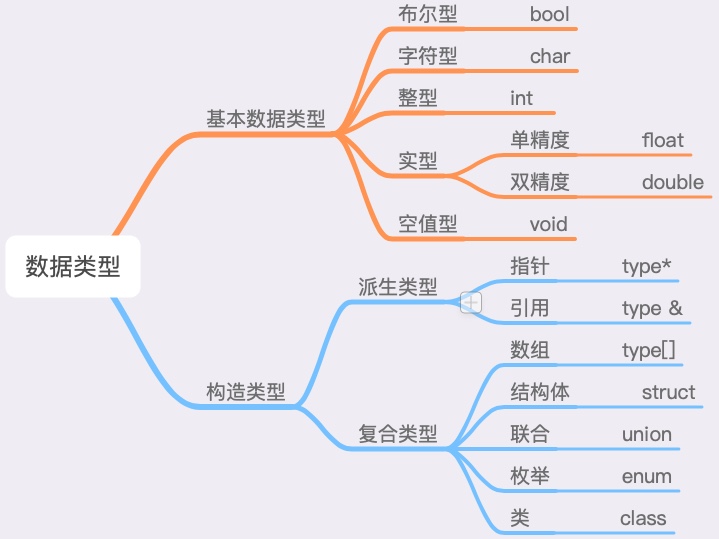 数据类型
基本数据类型
布尔型 bool
字符型 char
整型 int
实型
单精度 float
双精度 double
空值型 void
构造类型
派生类型
指针 type*
引用 type &
复合类型
数组 type[]
结构体 struct
联合 union
枚举 enum
类 class